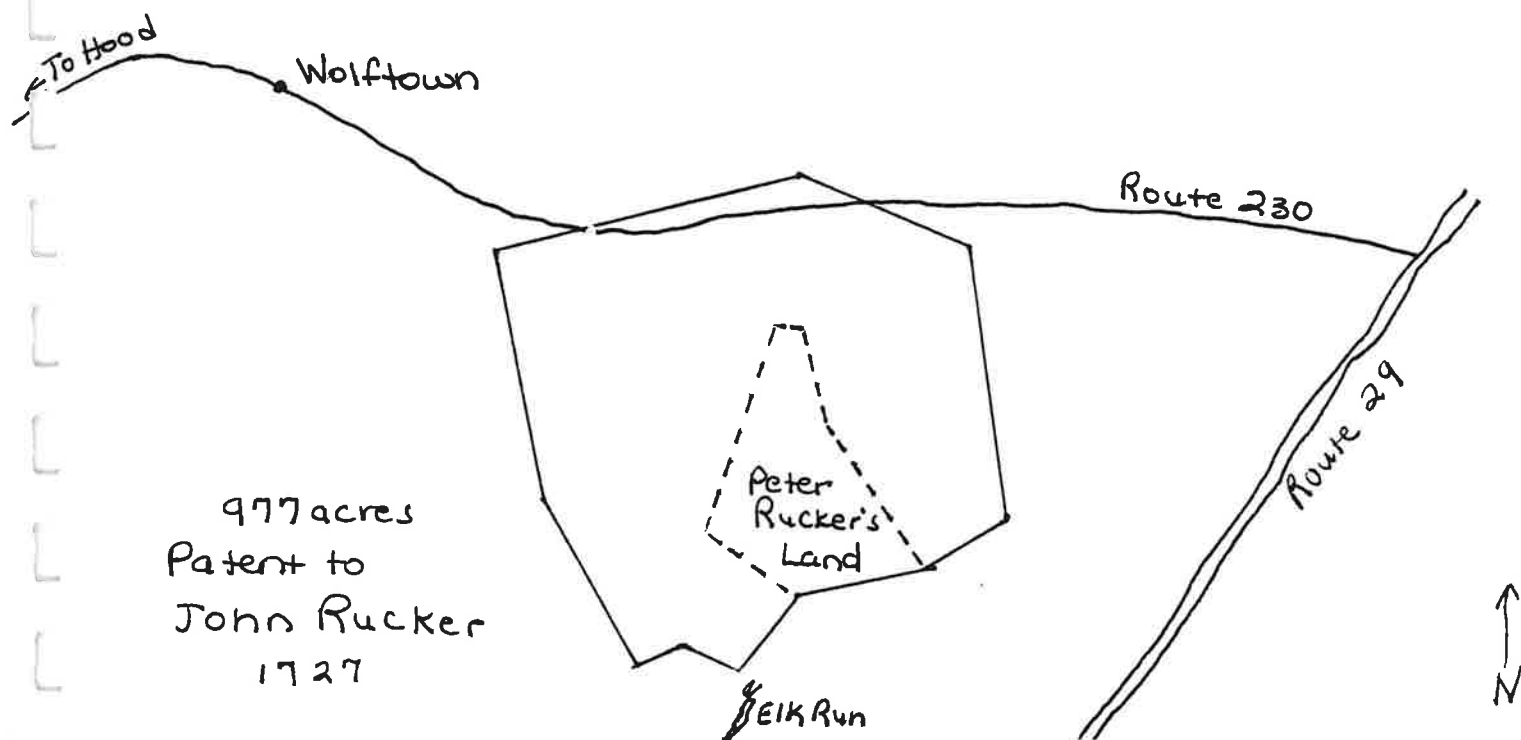 To Hood
Wolftown
Route 230
Route 29
Peter
Rucker's
Land
977 acres
Patent to
John Rucker
1727
Elk Run
N